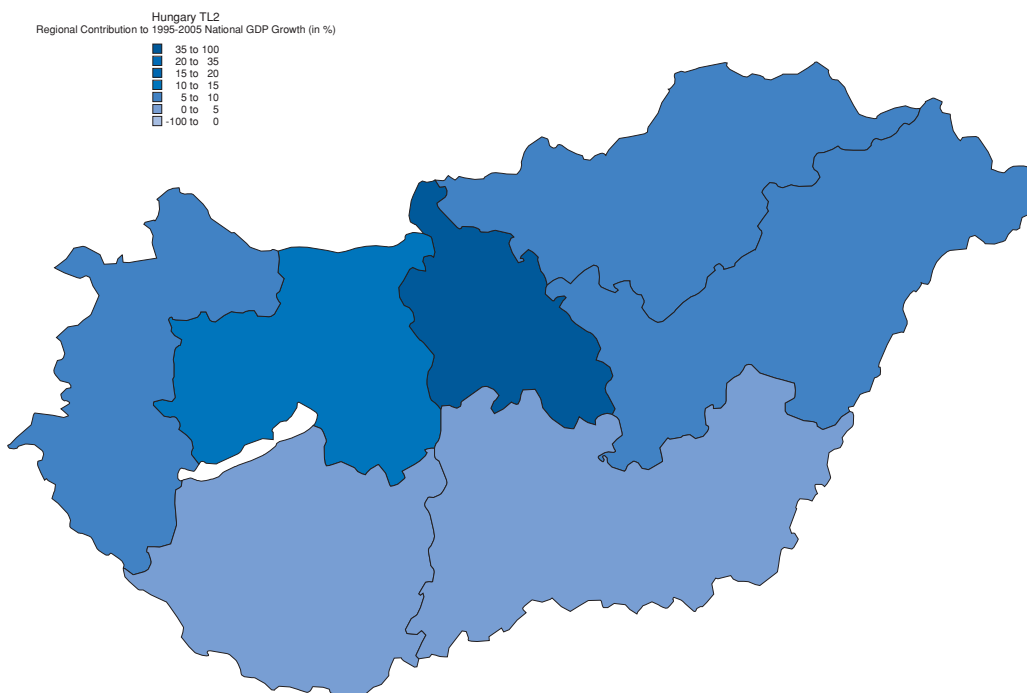 Hungary TL2
Regional Contribution to 1995-2005 National GDP Growth (in %)
35 to 100
20 to 35
15 to 20
10 to 15
5 to 10
0 to 5
-100 to 0